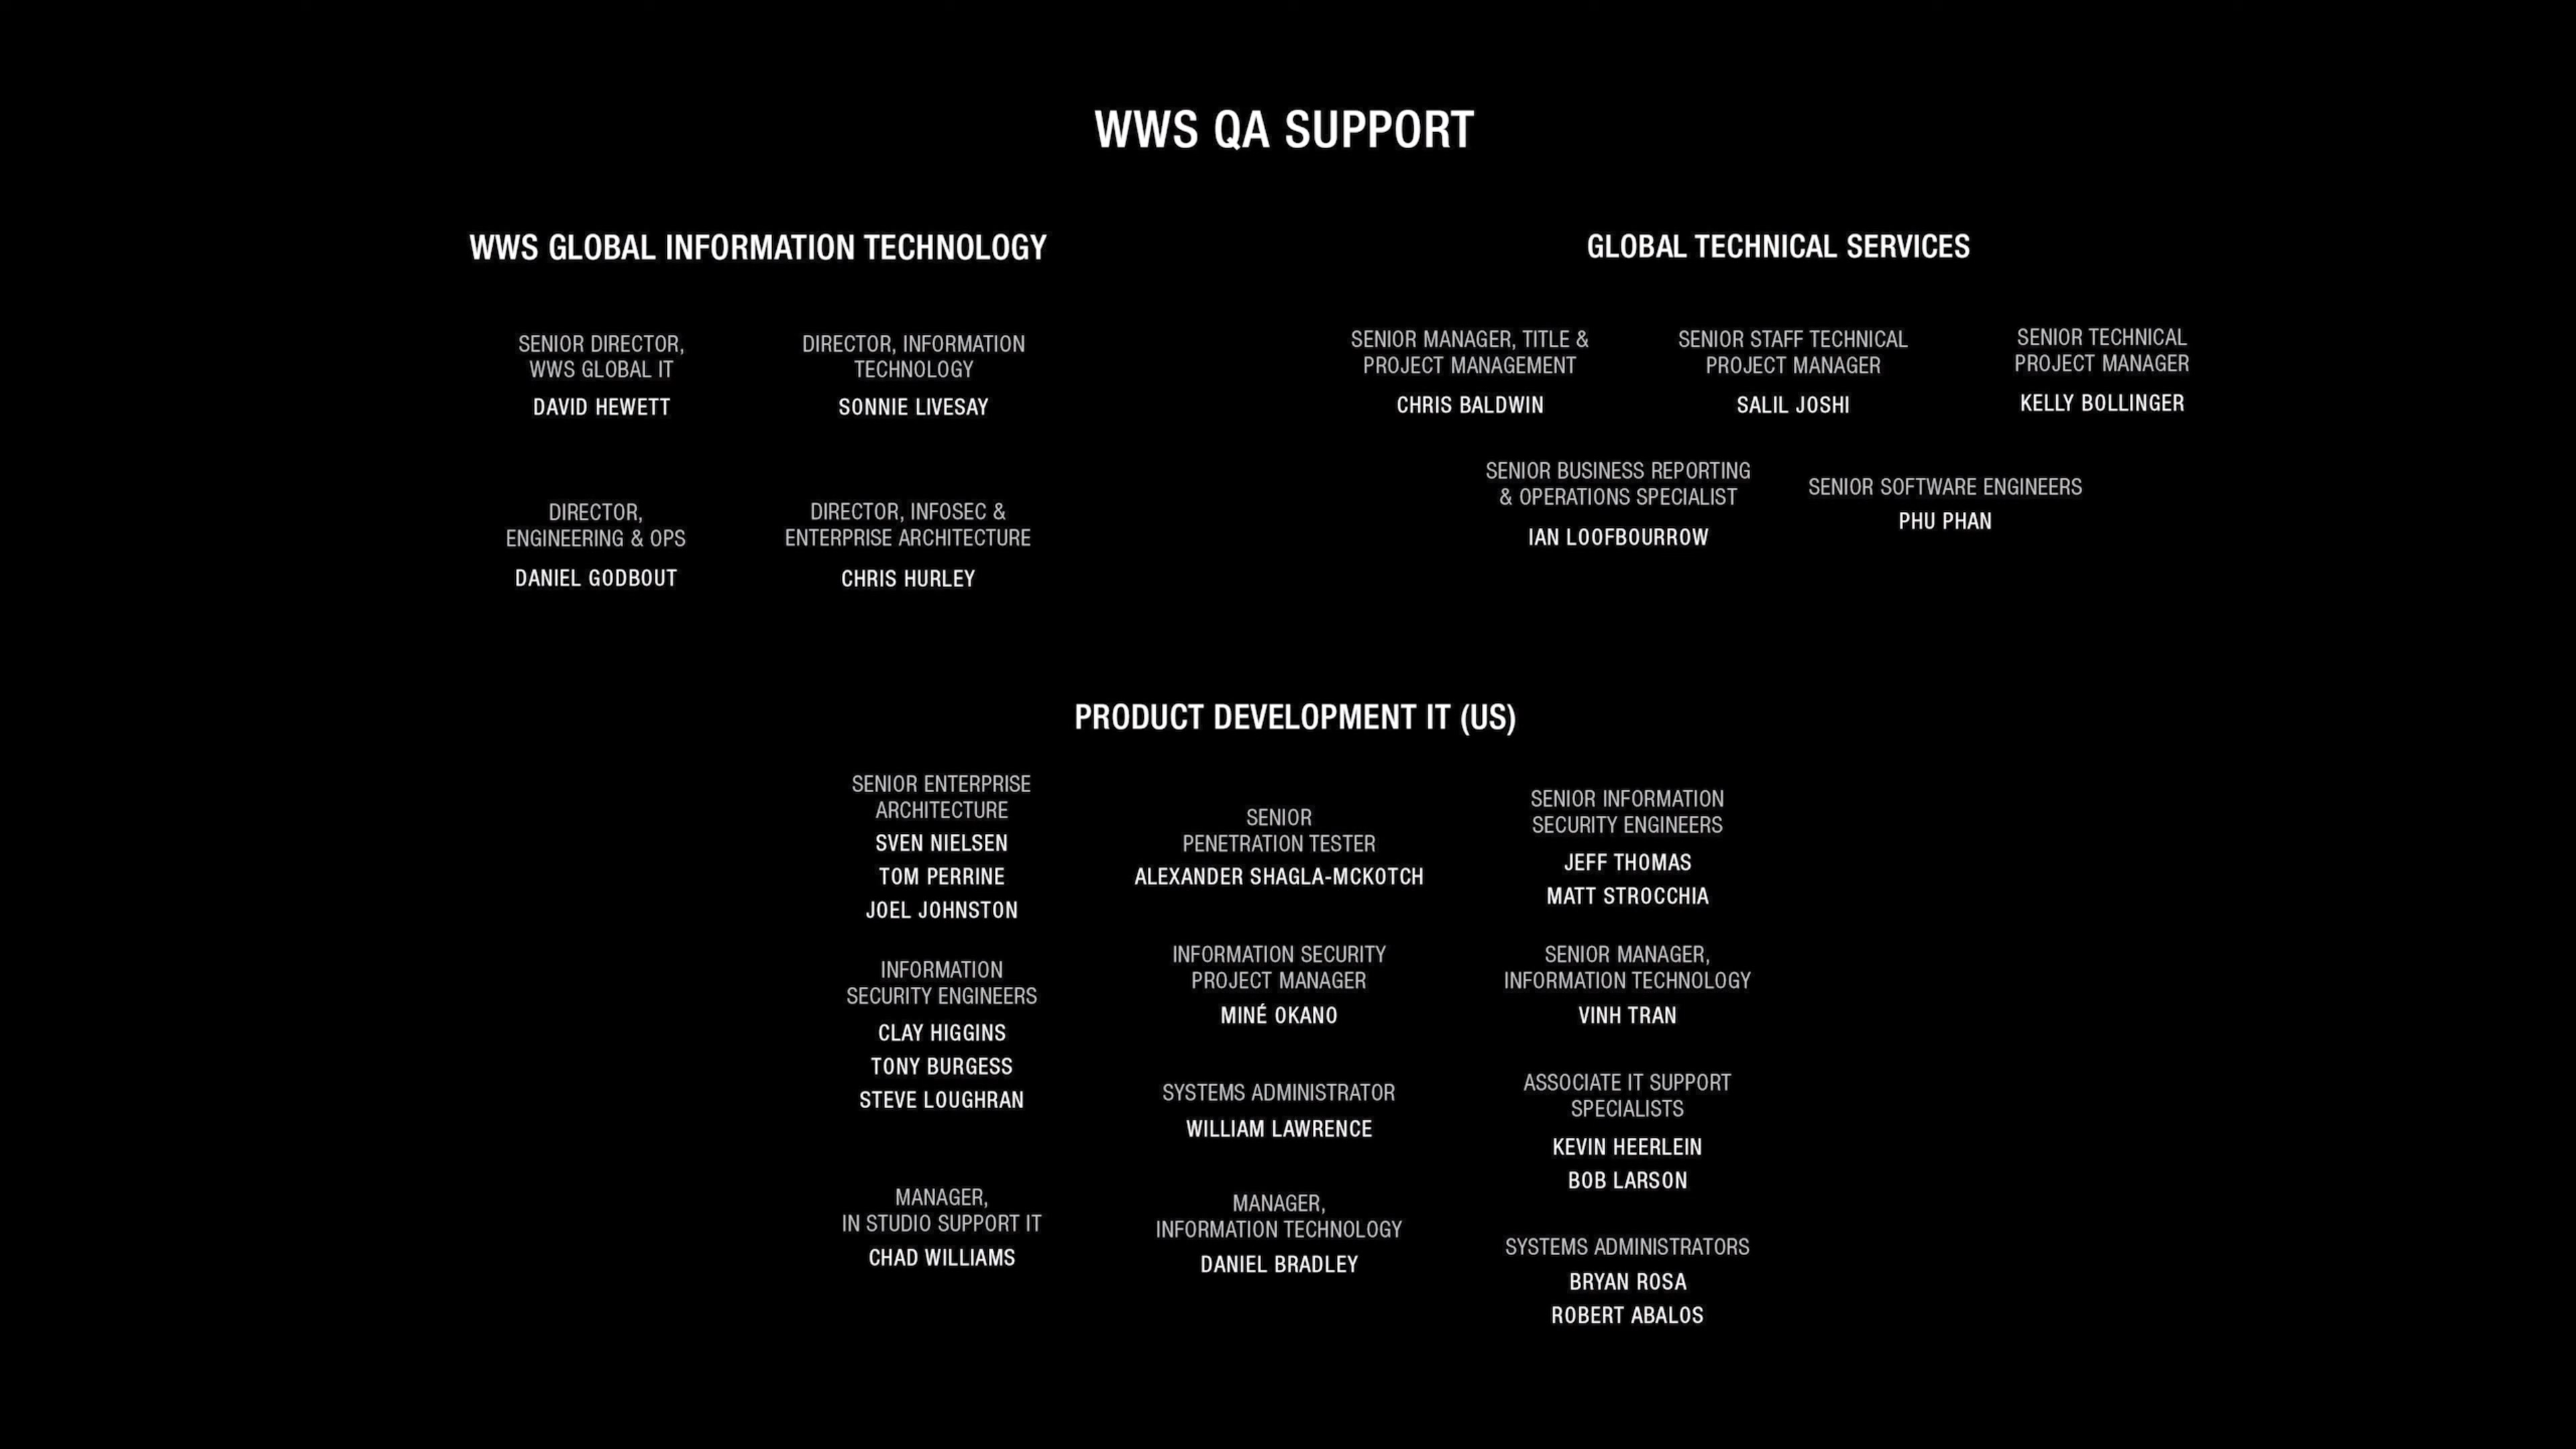 WWS QA SUPPORT
WWS GLOBAL INFORMATION TECHNOLOGY
SENIOR DIRECTOR,
WWS GLOBAL IT
DAVID HEWETT
DIRECTOR, INFORMATION
TECHNOLOGY
SONNIE LIVESAY
DIRECTOR,
ENGINEERING & OPS
DANIEL GODBOUT
DIRECTOR, INFOSEC &
ENTERPRISE ARCHITECTURE
CHRIS HURLEY
GLOBAL TECHNICAL SERVICES
SENIOR MANAGER, TITLE &
PROJECT MANAGEMENT
CHRIS BALDWIN
SENIOR STAFF TECHNICAL
PROJECT MANAGER
SALIL JOSHI
SENIOR TECHNICAL
PROJECT MANAGER
KELLY BOLLINGER
SENIOR BUSINESS REPORTING
& OPERATIONS SPECIALIST
IAN LOOFBOURROW
SENIOR SOFTWARE ENGINEERS
PHU PHAN
PRODUCT DEVELOPMENT IT (US)
SENIOR ENTERPRISE
ARCHITECTURE
SVEN NIELSEN
TOM PERRINE
JOEL JOHNSTON
SENIOR
PENETRATION TESTER
ALEXANDER SHAGLA-MCKOTCH
SENIOR INFORMATION
SECURITY ENGINEERS
JEFF THOMAS
MATT STROCCHIA
INFORMATION
SECURITY ENGINEERS
CLAY HIGGINS
TONY BURGESS
STEVE LOUGHRAN
INFORMATION SECURITY
PROJECT MANAGER
MINÉ OKANO
SENIOR MANAGER,
INFORMATION TECHNOLOGY
VINH TRAN
SYSTEMS ADMINISTRATOR
WILLIAM LAWRENCE
ASSOCIATE IT SUPPORT
SPECIALISTS
KEVIN HEERLEIN
BOB LARSON
MANAGER,
IN STUDIO SUPPORT IT
CHAD WILLIAMS
MANAGER,
INFORMATION TECHNOLOGY
DANIEL BRADLEY
SYSTEMS ADMINISTRATORS
BRYAN ROSA
ROBERT ABALOS